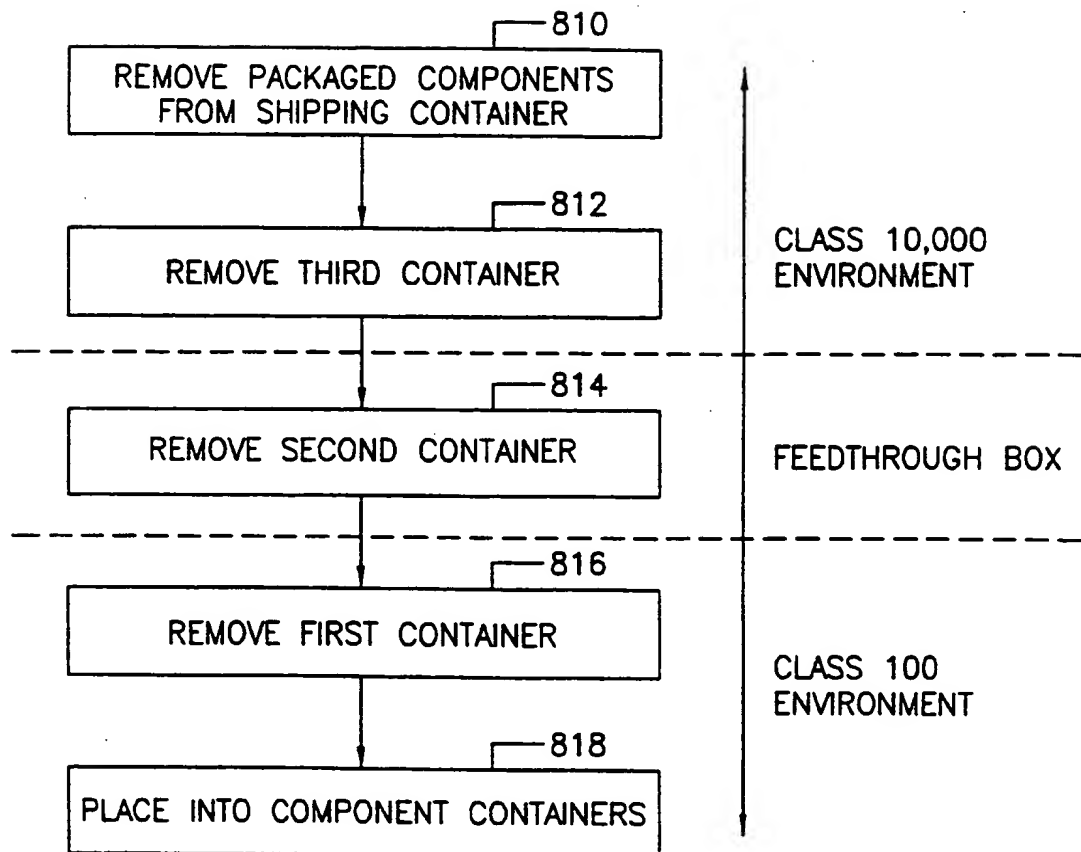 810
REMOVE PACKAGED COMPONENTS
FROM SHIPPING CONTAINER
812
REMOVE THIRD CONTAINER
CLASS 10,000
ENVIRONMENT
814
REMOVE SECOND CONTAINER
FEEDTHROUGH BOX
816
REMOVE FIRST CONTAINER
CLASS 100
ENVIRONMENT
818
PLACE INTO COMPONENT CONTAINERS